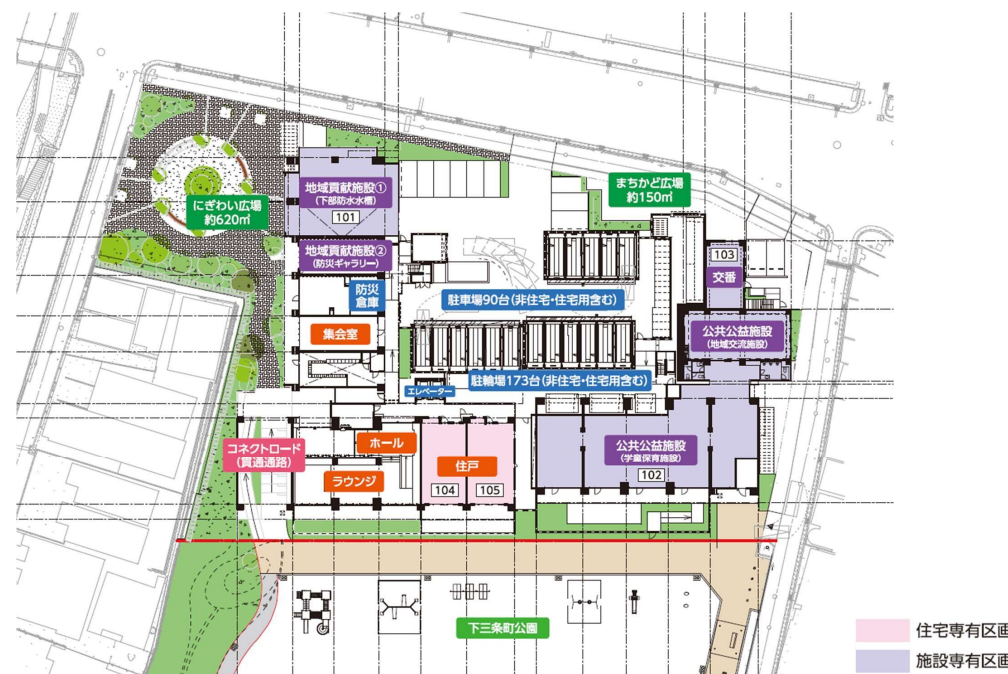 地域貢献施設①
(下部防水水槽)
101
にぎわい広場
約620㎡
まちかど広場
約150㎡
地域貢献施設②
(防災ギャラリー)
103
交番
防災
倉庫
駐車場90台(非住宅・住宅用含む)
集会室
公共公益施設
(地域交流施設)
駐輪場173台(非住宅・住宅用含む)
エレベーター
コネクトロード
(貫通通路)
ホール
住戸
公共公益施設
(学童保育施設)
ラウンジ
104
105
102
下三条町公園
住宅専有区画
施設専有区画